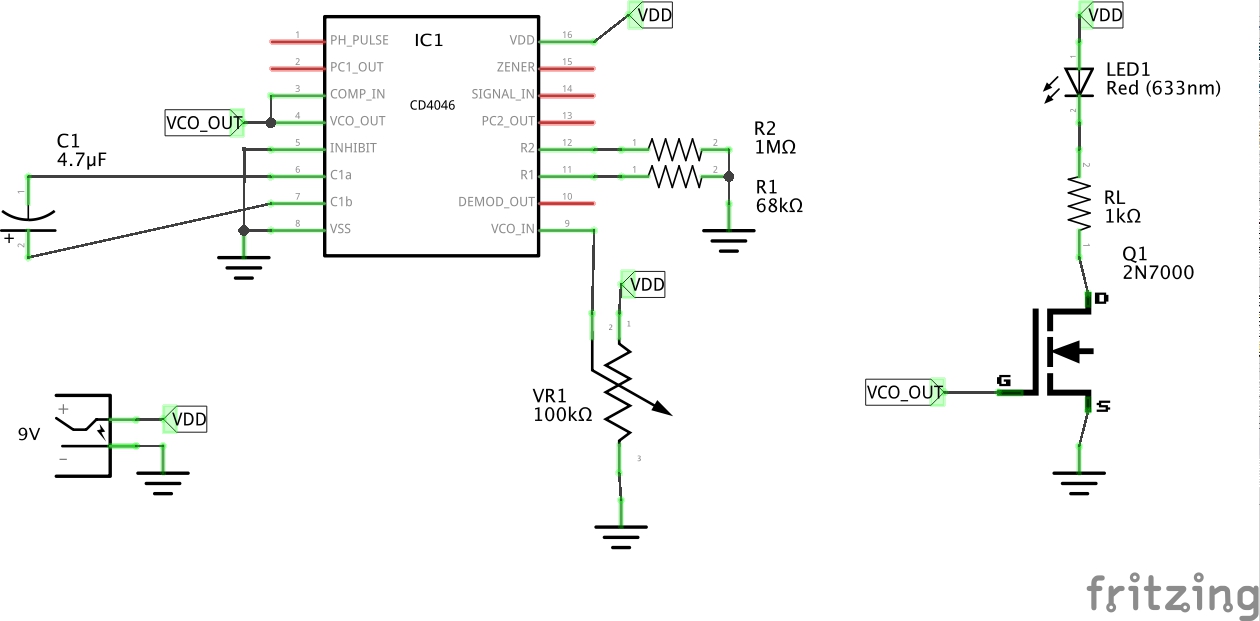 VDD
IC1
CD4046
1 PH_PULSE
2 PC1_OUT
3 COMP_IN
4 VCO_OUT
5 INHIBIT
6 C1a
7 C1b
8 VSS
VDD 16
ZENER 15
SIGNAL_IN 14
PC2_OUT 13
R2 12
R1 11
DEMOD_OUT 10
VCO_IN 9
VCO_OUT
C1
4.7µF
1
+
2
1 2
1 2
R2
1MΩ
R1
68kΩ
VDD
2 1
VR1
100kΩ
3
9V
+
−
VDD
VDD
1
LED1
Red (633nm)
2
2
RL
1kΩ
1
Q1
2N7000
D
G
S
VCO_OUT
fritzing